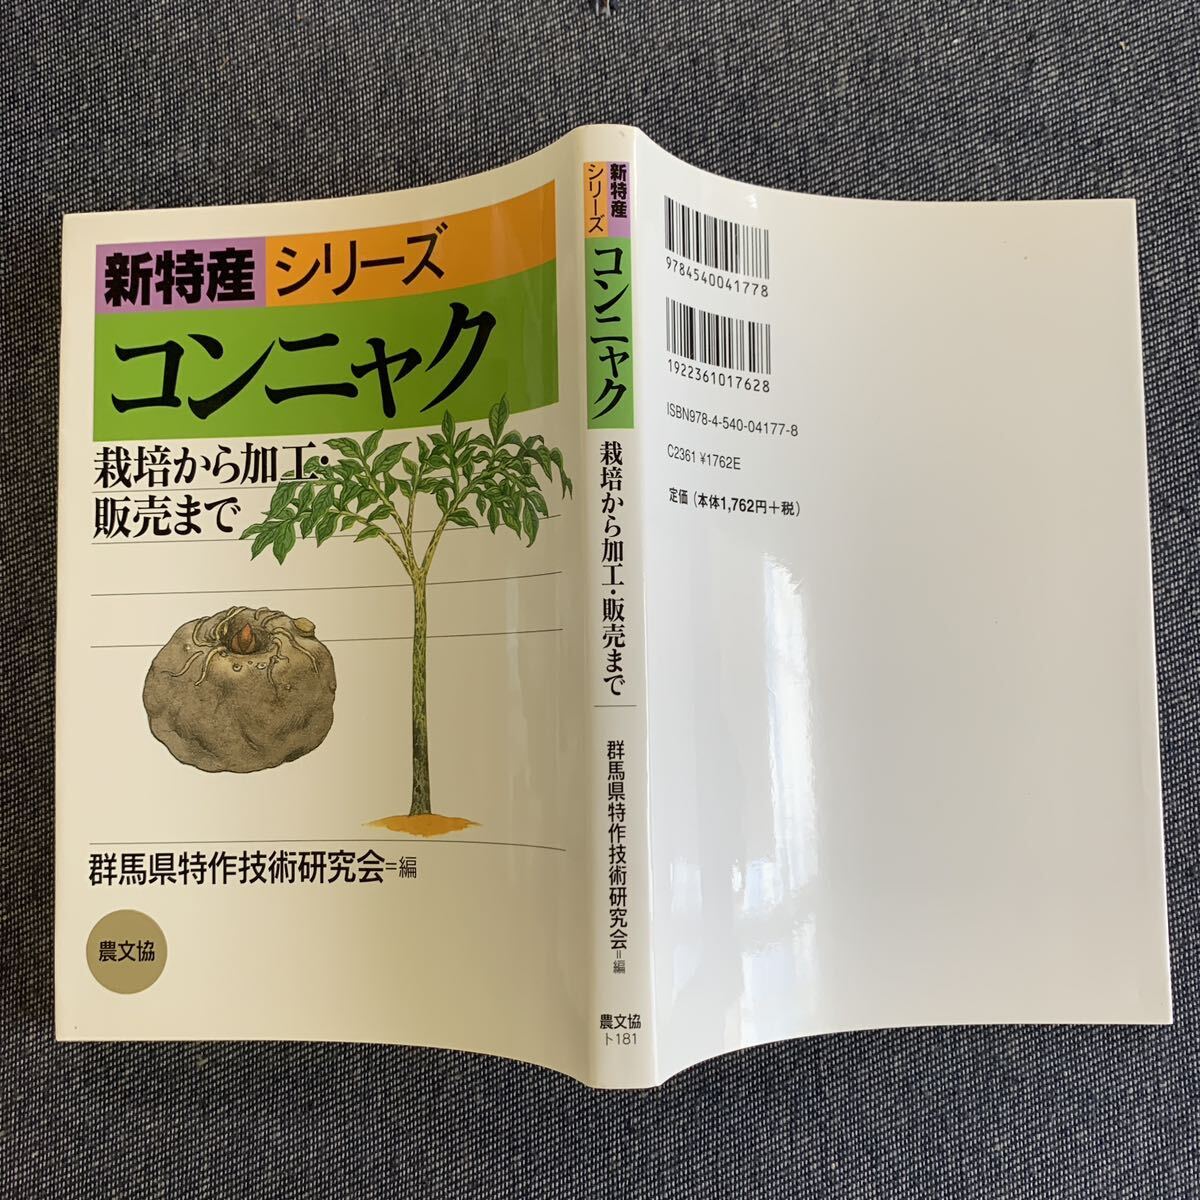 新特産 シリーズ
コンニャク
栽培から加工・
販売まで
群馬県特作技術研究会=編
農文協
新特産
シリーズ
コンニャク
栽培から加工・販売まで
群馬県特作技術研究会=編
農文協
ト181
9784540041778
1922361017628
ISBN978-4-540-04177-8
C2361 ¥1762E
定価（本体1,762円+税）